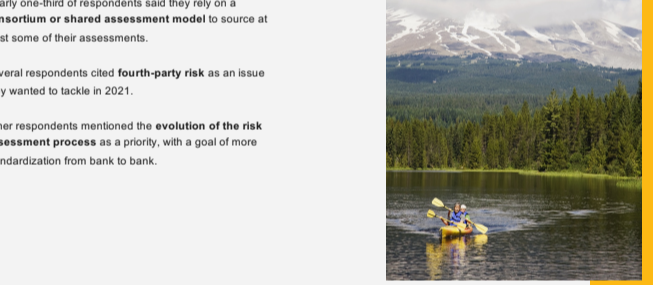 arly one-third of respondents said they rely on a
nsortium or shared assessment model to source at
st some of their assessments.
veral respondents cited fourth-party risk as an issue
y wanted to tackle in 2021.
her respondents mentioned the evolution of the risk
sessment process as a priority, with a goal of more
ndardization from bank to bank.